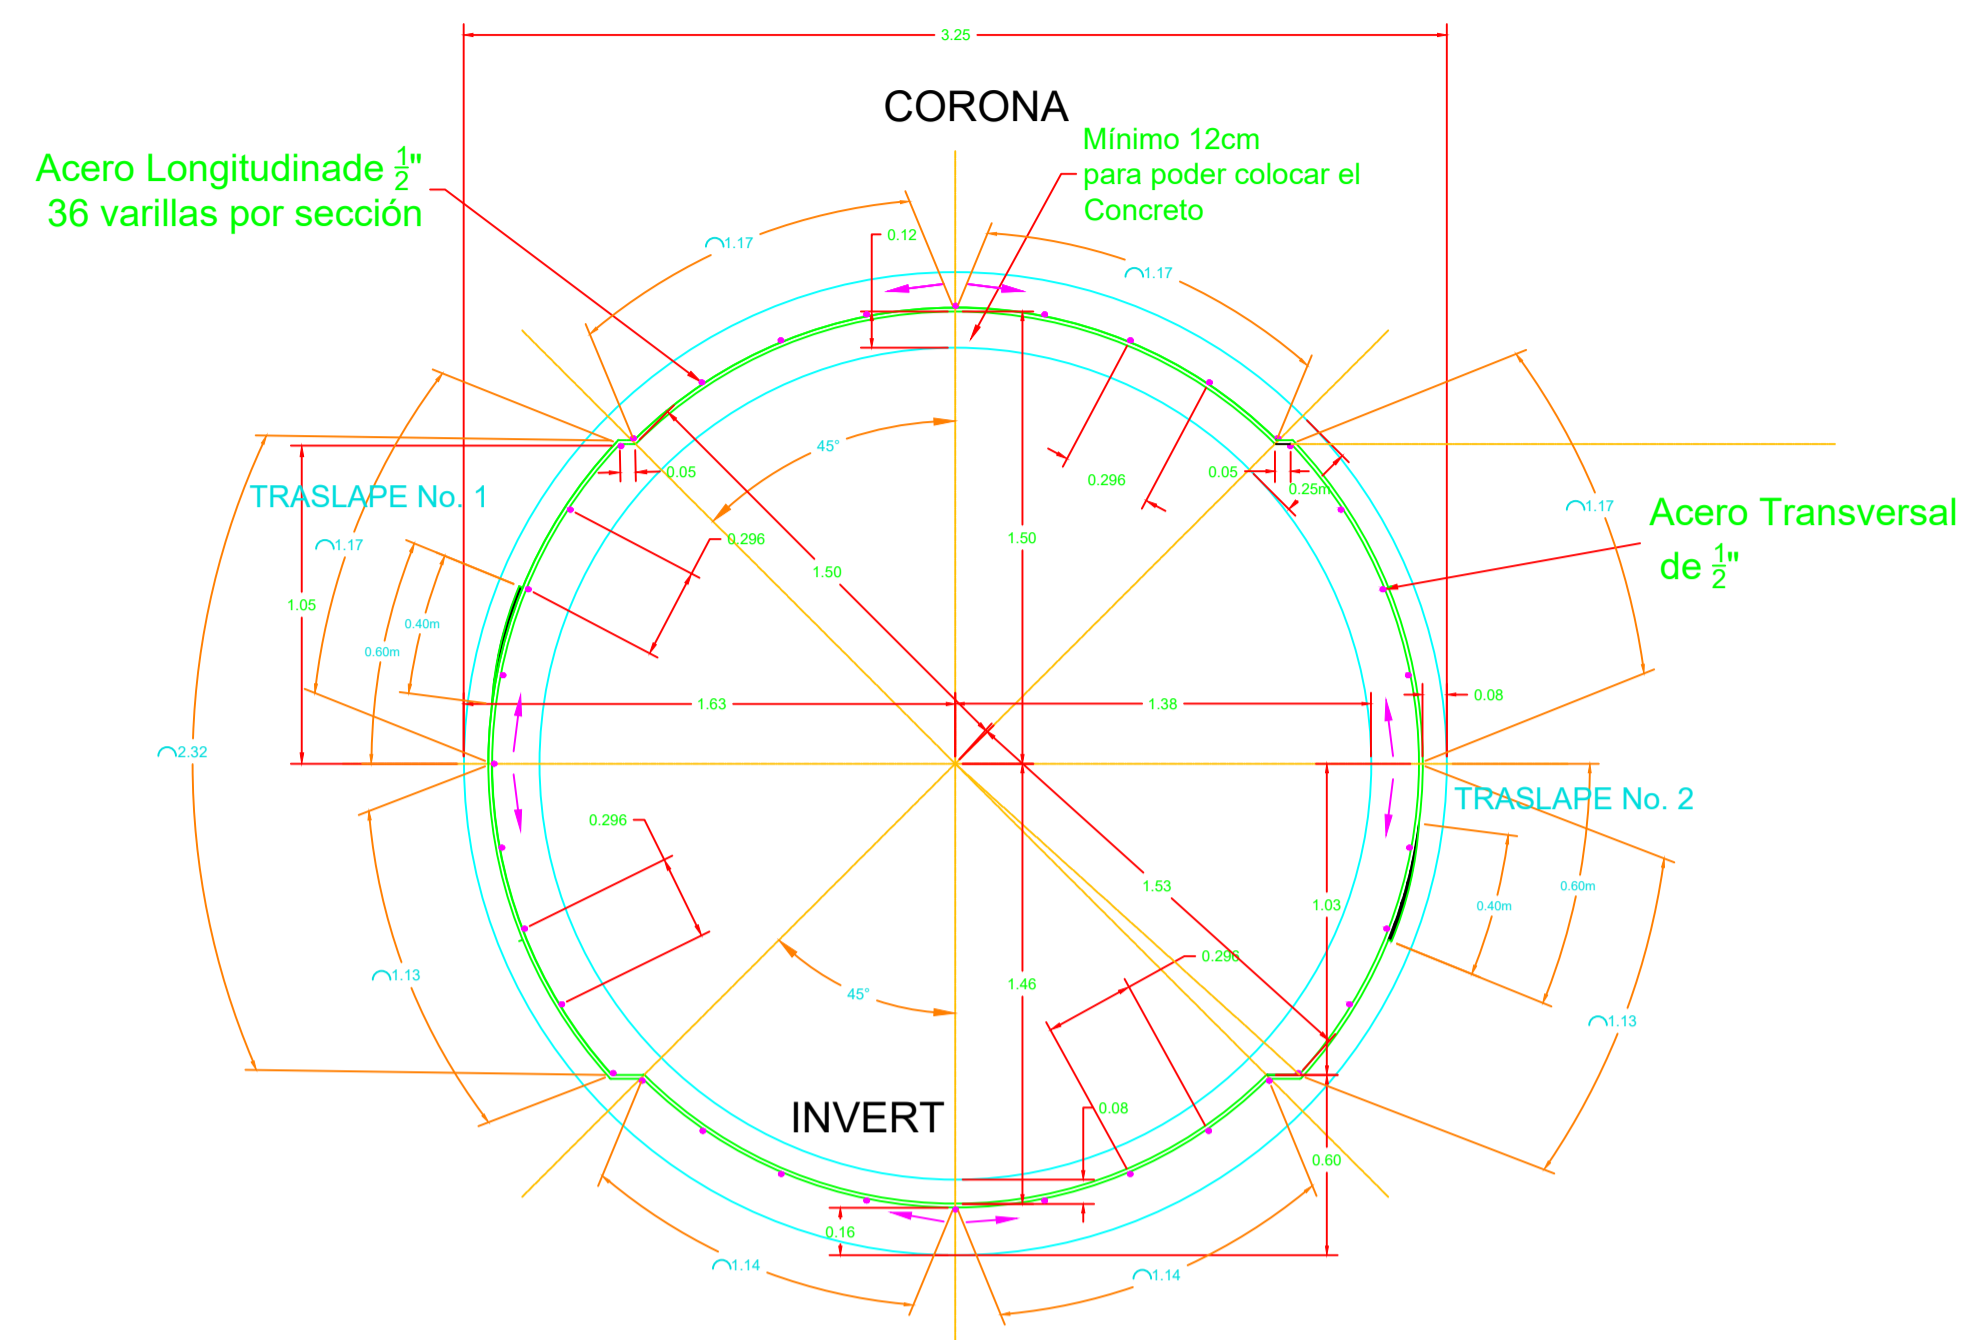 3.25
CORONA
Mínimo 12cm
para poder colocar el
Concreto
Acero Longitudinade 1/2"
36 varillas por sección
⌒1.17
0.12
⌒1.17
45°
0.05
0.296
0.05
0.25m
TRASLAPE No. 1
⌒1.17
Acero Transversal
de 1/2"
⌒1.17
0.296
1.50
1.50
1.05
0.40m
0.60m
1.63
1.38
0.08
⌒2.32
TRASLAPE No. 2
0.296
1.53
0.60m
0.40m
1.03
0.296
⌒1.13
1.46
45°
⌒1.13
INVERT
0.08
0.60
0.16
⌒1.14
⌒1.14